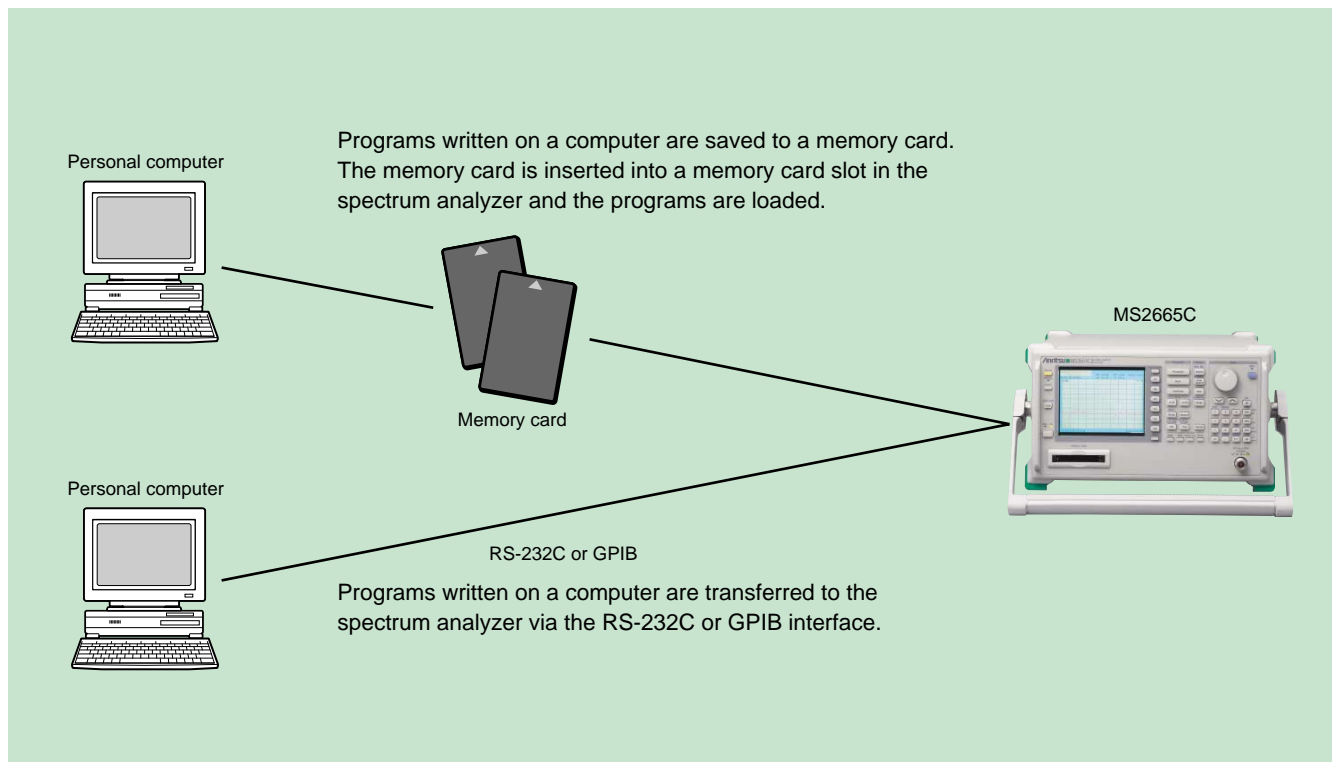 Programs written on a computer are saved to a memory card.
The memory card is inserted into a memory card slot in the
spectrum analyzer and the programs are loaded.
Personal computer
Memory card
MS2665C
Anritsu
Personal computer
RS-232C or GPIB
Programs written on a computer are transferred to the
spectrum analyzer via the RS-232C or GPIB interface.